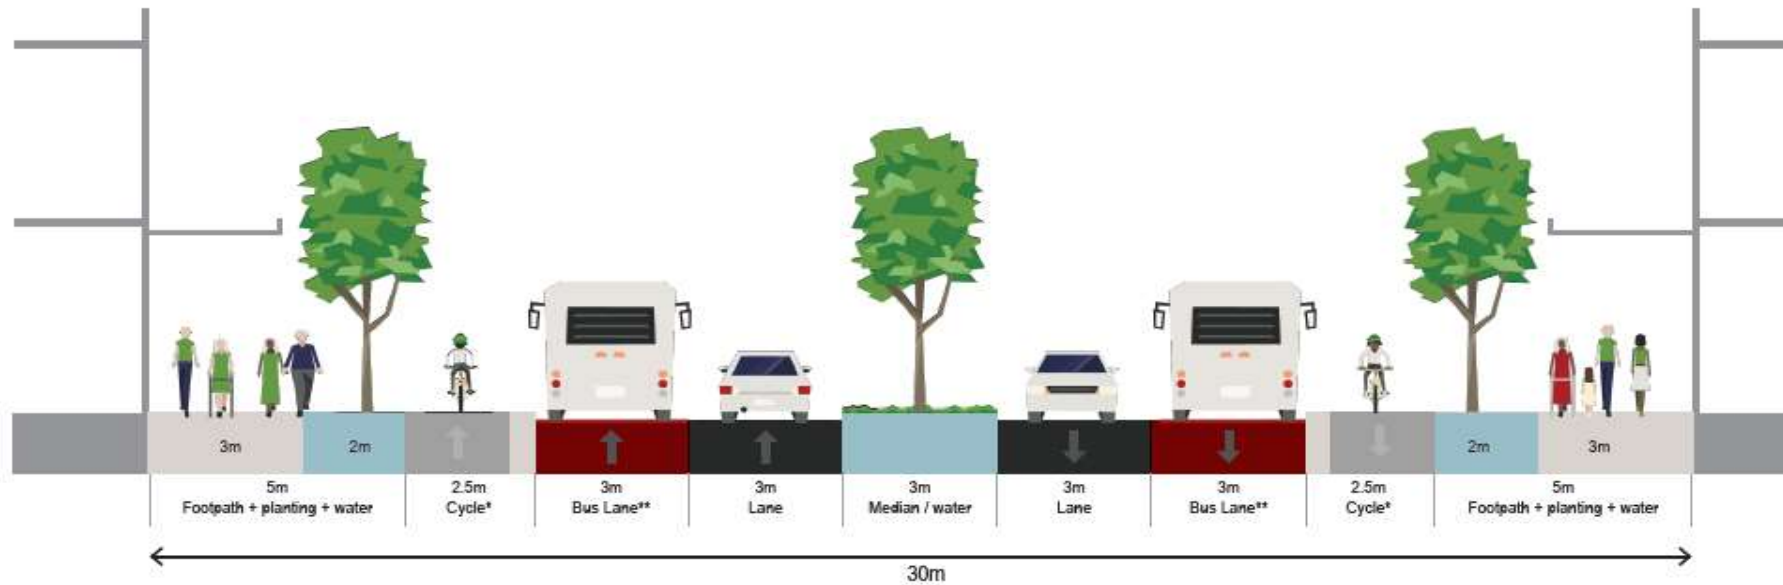 3m
2m
2m
3m
5m
Footpath + planting + water
2.5m
Cycle*
3m
Bus Lane**
3m
Lane
3m
Median / water
3m
Lane
3m
Bus Lane**
2.5m
Cycle*
5m
Footpath + planting + water
30m